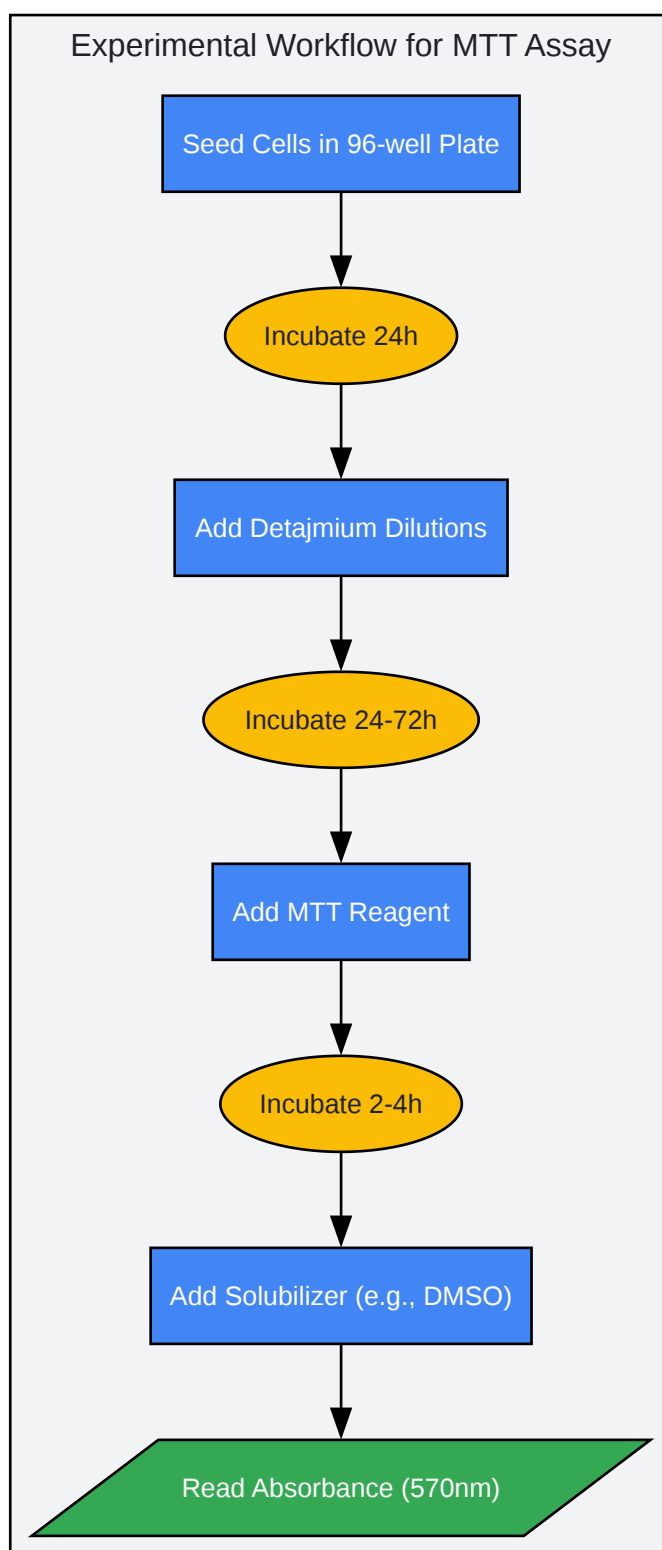 Experimental Workflow for MTT Assay
Seed Cells in 96-well Plate
Incubate 24h
Add Detajmium Dilutions
Incubate 24-72h
Add MTT Reagent
Incubate 2-4h
Add Solubilizer (e.g., DMSO)
Read Absorbance (570nm)